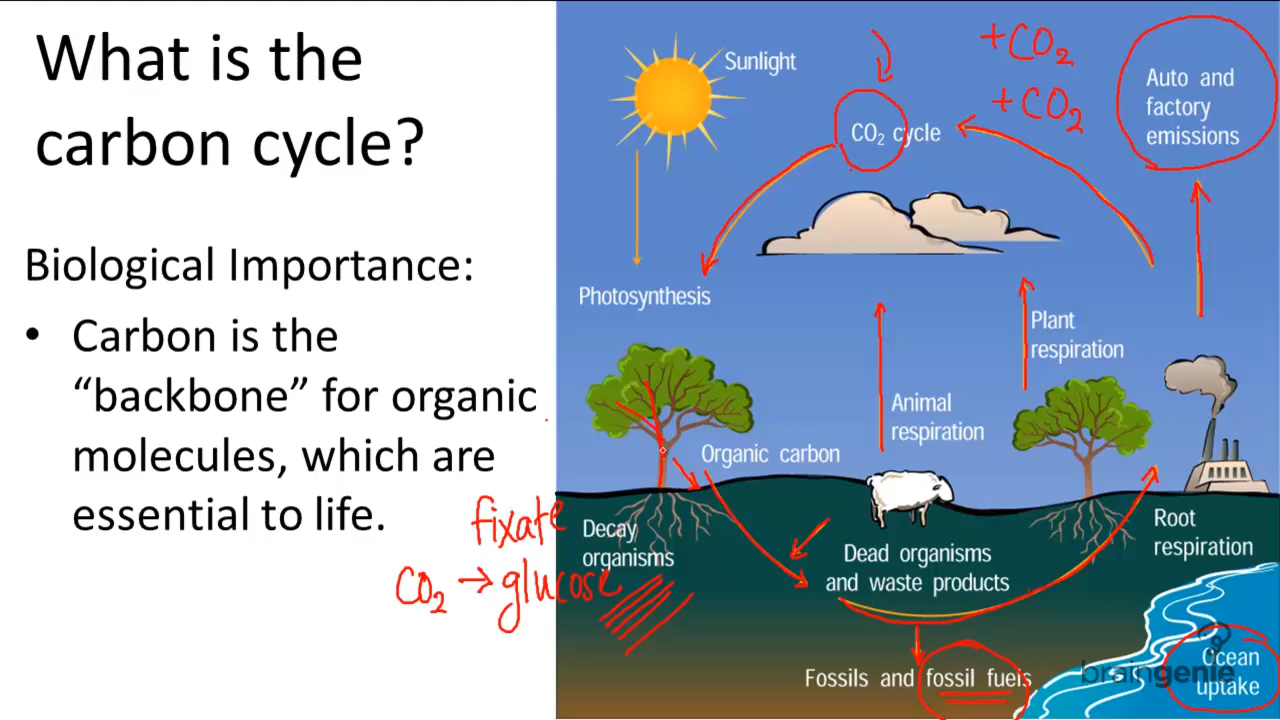 What is the
carbon cycle?
Biological Importance:
• Carbon is the
“backbone” for organic
molecules, which are
essential to life.
fixate
CO₂ → glucose
Sunlight
CO₂ cycle
+CO₂
+CO₂
Auto and
factory
emissions
Photosynthesis
Plant
respiration
Animal
respiration
Organic carbon
Decay
organisms
Dead organisms
and waste products
Root
respiration
Fossils and fossil fuels
Ocean
uptake
braingenie